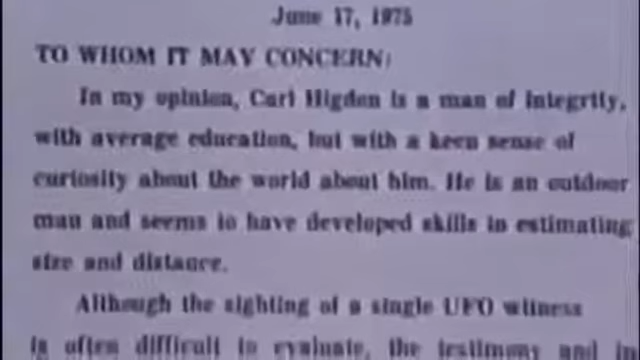 June 17, 1975
TO WHOM IT MAY CONCERN:
In my opinion, Carl Higdon is a man of integrity,
with average education, but with a keen sense of
curiosity about the world about him. He is an outdoor
man and seems to have developed skills in estimating
size and distance.
Although the sighting of a single UFO witness
is often difficult to evaluate, the testimony and